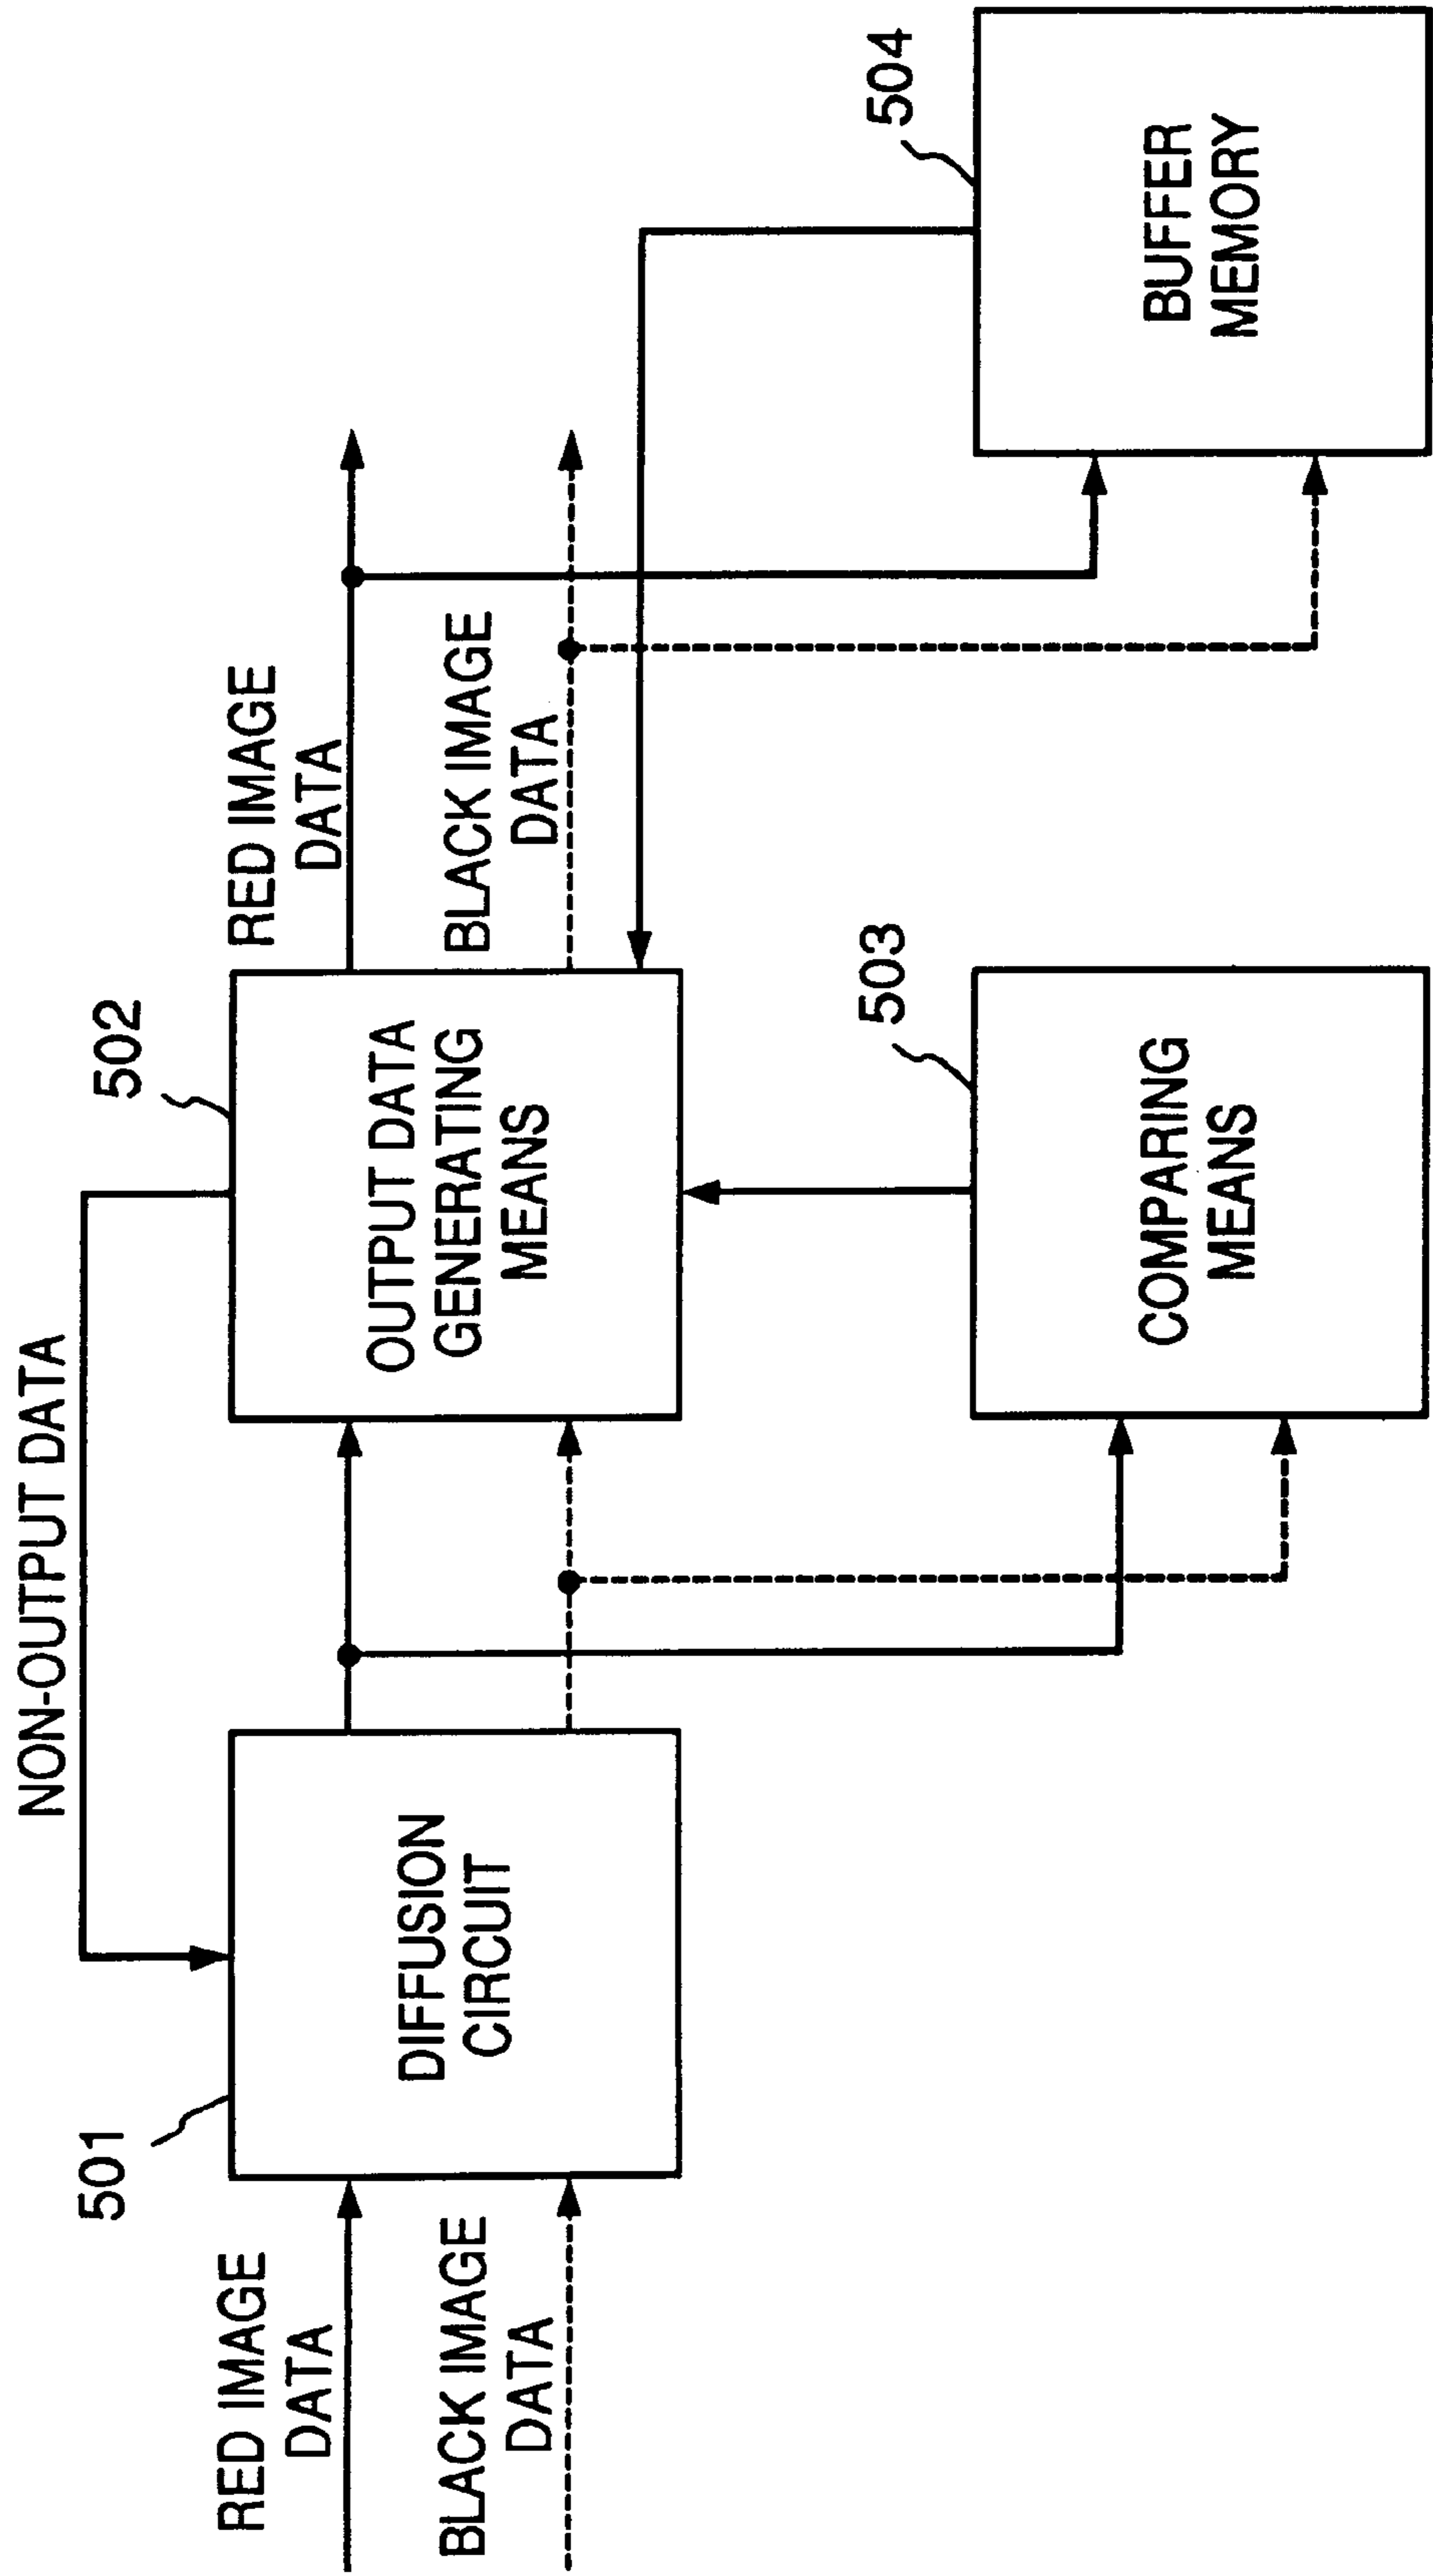 NON-OUTPUT DATA
501
502
RED IMAGE
DATA
BLACK IMAGE
DATA
DIFFUSION
CIRCUIT
OUTPUT DATA
GENERATING
MEANS
RED IMAGE
DATA
BLACK IMAGE
DATA
503
504
COMPARING
MEANS
BUFFER
MEMORY